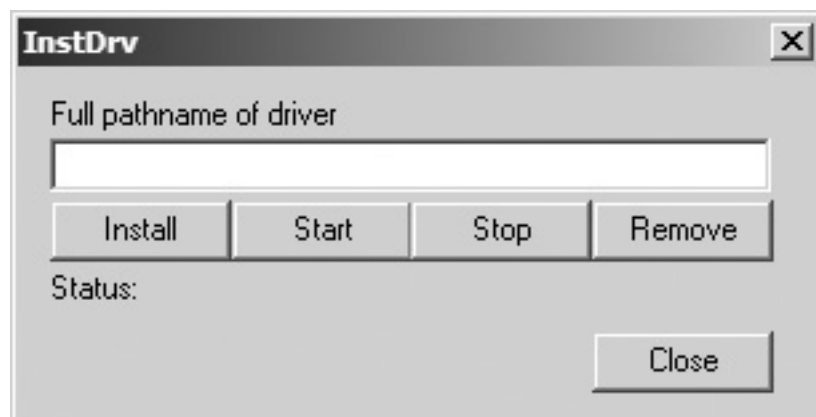 InstDrv
Full pathname of driver
Install Start Stop Remove
Status:
Close